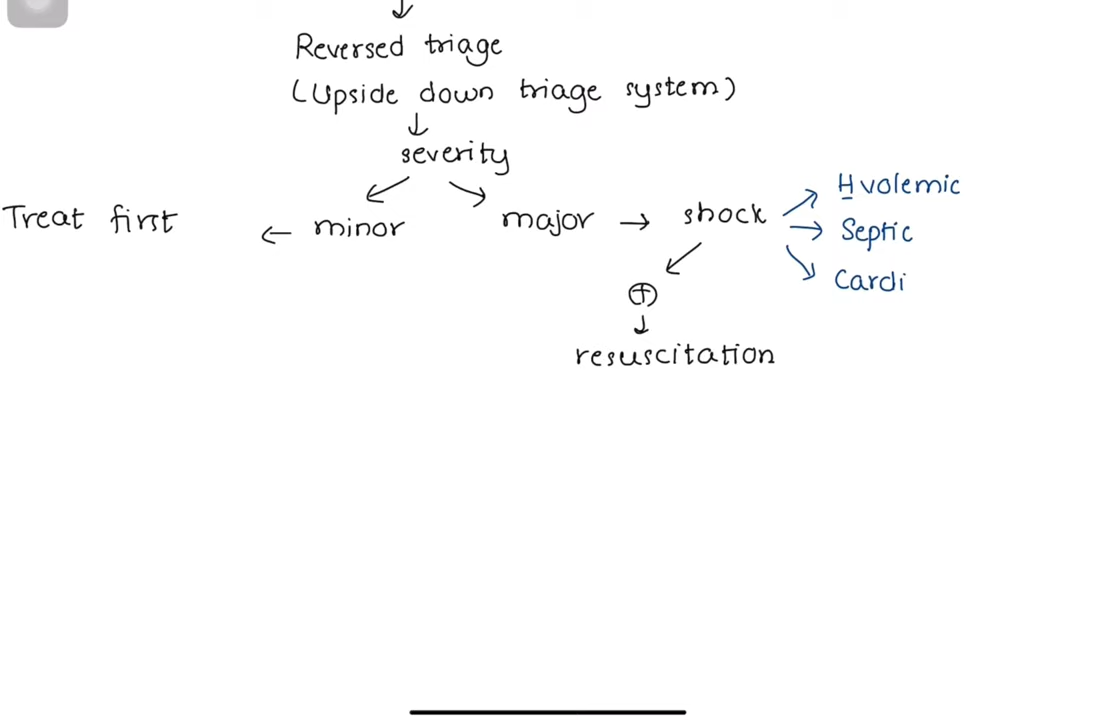 ↓
Reversed triage
(Upside down triage system)
↓
severity
↙ ↘
Treat first ← minor major → shock ↗ Hvolemic
→ Septic
↘ Cardi
↙
⊕
↓
resuscitation